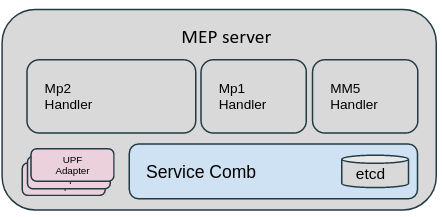 MEP server
Mp2
Handler
Mp1
Handler
MM5
Handler
UPF
Adapter
Service Comb
etcd